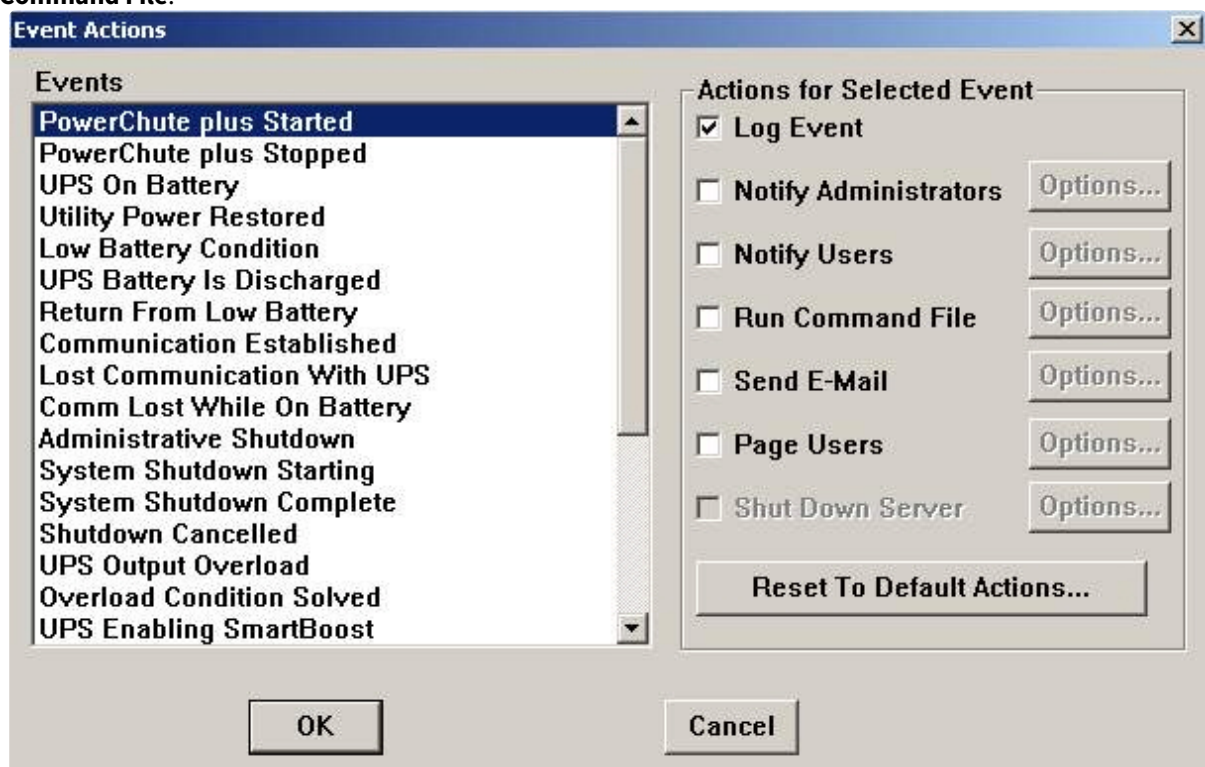 Command File.
Event Actions
Events
PowerChute plus Started
PowerChute plus Stopped
UPS On Battery
Utility Power Restored
Low Battery Condition
UPS Battery Is Discharged
Return From Low Battery
Communication Established
Lost Communication With UPS
Comm Lost While On Battery
Administrative Shutdown
System Shutdown Starting
System Shutdown Complete
Shutdown Cancelled
UPS Output Overload
Overload Condition Solved
UPS Enabling SmartBoost
Actions for Selected Event
Log Event
Notify Administrators Options...
Notify Users Options...
Run Command File Options...
Send E-Mail Options...
Page Users Options...
Shut Down Server Options...
Reset To Default Actions...
OK Cancel